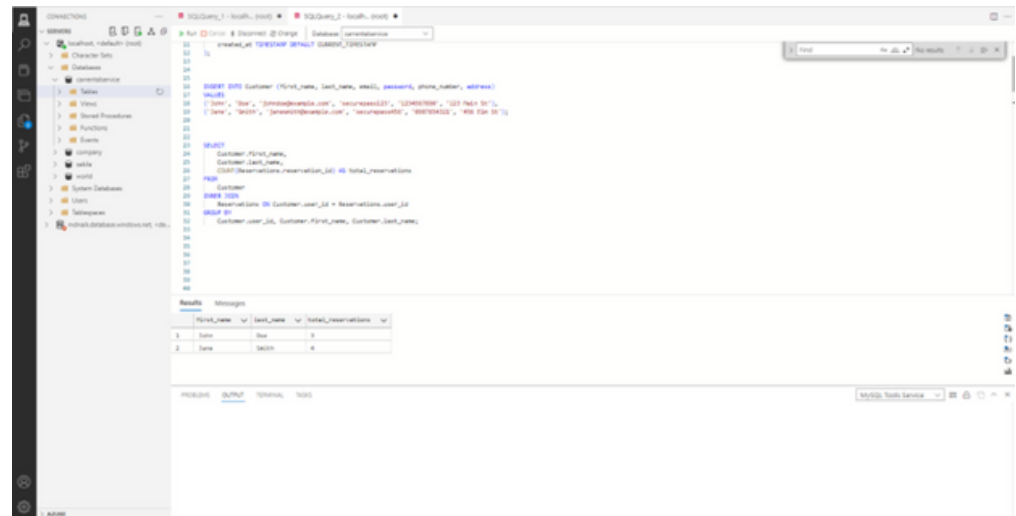 CONNECTIONS
SERVERS
localhost, <default> (root)
Character Sets
Databases
carrentalservice
Tables
Views
Stored Procedures
Functions
Events
company
sakila
world
System Databases
Users
Tablespaces
AZURE
SQLQuery_1 - localh... (root)
SQLQuery_2 - localh... (root)
Run Cancel Disconnect Change Database: carrentalservice
created_at TIMESTAMP DEFAULT CURRENT_TIMESTAMP
);
INSERT INTO Customer (first_name, last_name, email, password, phone_number, address)
VALUES
('John', 'Doe', 'johndoe@example.com', 'securepass123', '1234567890', '123 Main St'),
('Jane', 'Smith', 'janesmith@example.com', 'securepass456', '0987654321', '456 Elm St');
SELECT
Customer.first_name,
Customer.last_name,
COUNT(Reservations.reservation_id) AS total_reservations
FROM
Customer
INNER JOIN
Reservations ON Customer.user_id = Reservations.user_id
GROUP BY
Customer.user_id, Customer.first_name, Customer.last_name;
Find
No results
Results Messages
first_name last_name total_reservations
1 John Doe 3
2 Jane Smith 4
PROBLEMS OUTPUT TERMINAL TASKS
MySQL Tools Service